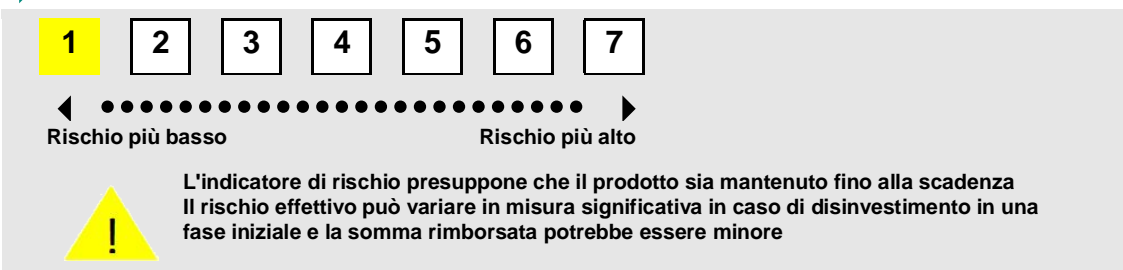 1 2 3 4 5 6 7
Rischio più basso Rischio più alto
L'indicatore di rischio presuppone che il prodotto sia mantenuto fino alla scadenza
Il rischio effettivo può variare in misura significativa in caso di disinvestimento in una
fase iniziale e la somma rimborsata potrebbe essere minore
!